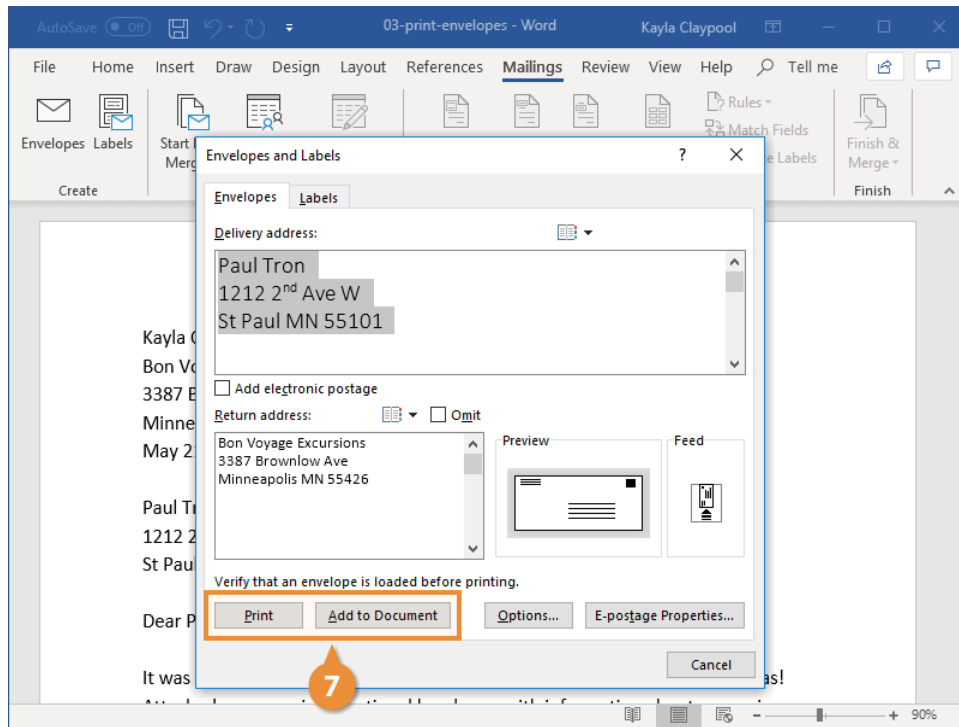 AutoSave Off 03-print-envelopes - Word Kayla Claypool
File Home Insert Draw Design Layout References Mailings Review View Help Tell me
Envelopes Labels Start
Merg
Rules
Match Fields
e Labels
Finish &
Merge
Create
Finish
Envelopes and Labels ? ×
Envelopes Labels
Delivery address:
Paul Tron
1212 2nd Ave W
St Paul MN 55101
Add electronic postage
Return address: Omit
Bon Voyage Excursions
3387 Brownlow Ave
Minneapolis MN 55426
Preview
Feed
Verify that an envelope is loaded before printing.
Print Add to Document Options... E-postage Properties...
Cancel
7
Kayla
Bon Vo
3387
Minne
May 2
Paul T
1212 2
St Pau
Dear P
It was as!
90%